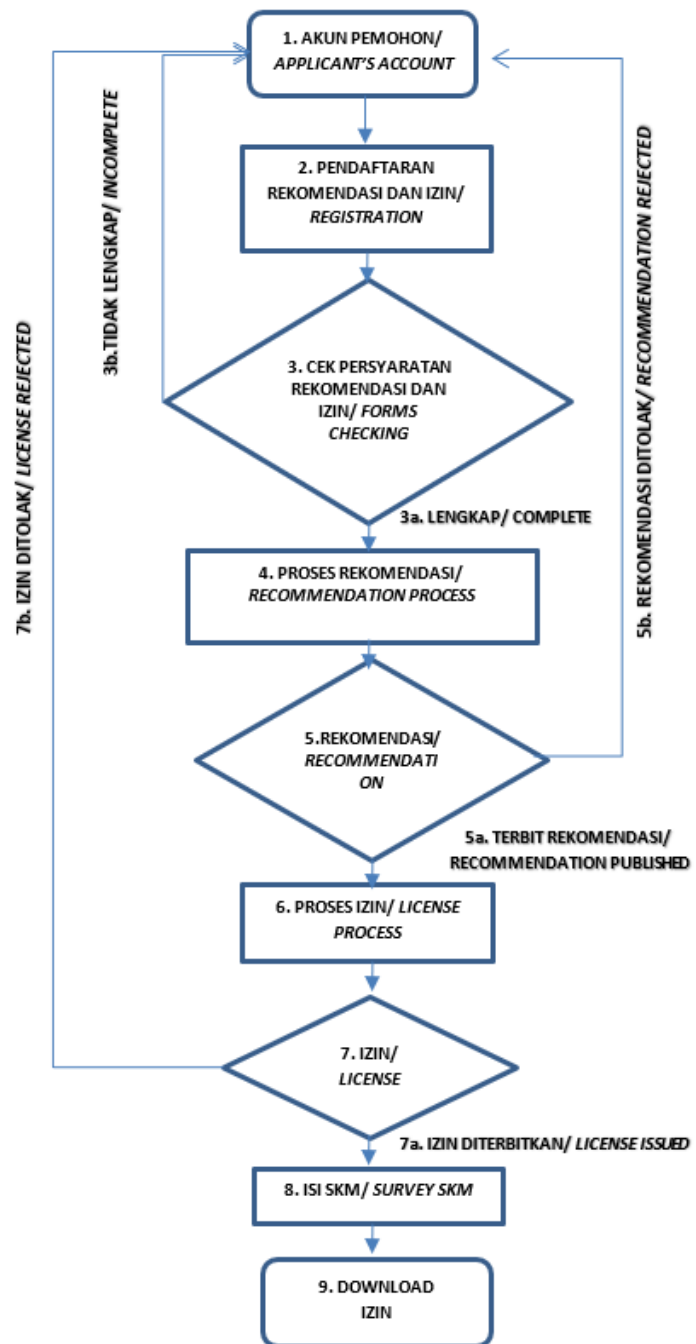 1. AKUN PEMOHON/
APPLICANT'S ACCOUNT
2. PENDAFTARAN
REKOMENDASI DAN IZIN/
REGISTRATION
3b.TIDAK LENGKAP/ INCOMPLETE
3. CEK PERSYARATAN
REKOMENDASI DAN
IZIN/ FORMS
CHECKING
3a. LENGKAP/ COMPLETE
4. PROSES REKOMENDASI/
RECOMMENDATION PROCESS
5.REKOMENDASI/
RECOMMENDATI
ON
5b. REKOMENDASI DITOLAK/ RECOMMENDATION REJECTED
5a. TERBIT REKOMENDASI/
RECOMMENDATION PUBLISHED
6. PROSES IZIN/ LICENSE
PROCESS
7. IZIN/
LICENSE
7b. IZIN DITOLAK/ LICENSE REJECTED
7a. IZIN DITERBITKAN/ LICENSE ISSUED
8. ISI SKM/ SURVEY SKM
9. DOWNLOAD
IZIN